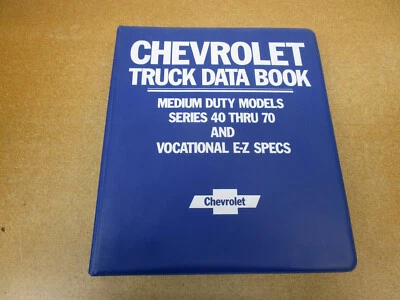 CHEVROLET
TRUCK DATA BOOK
MEDIUM DUTY MODELS
SERIES 40 THRU 70
AND
VOCATIONAL E-Z SPECS
Chevrolet